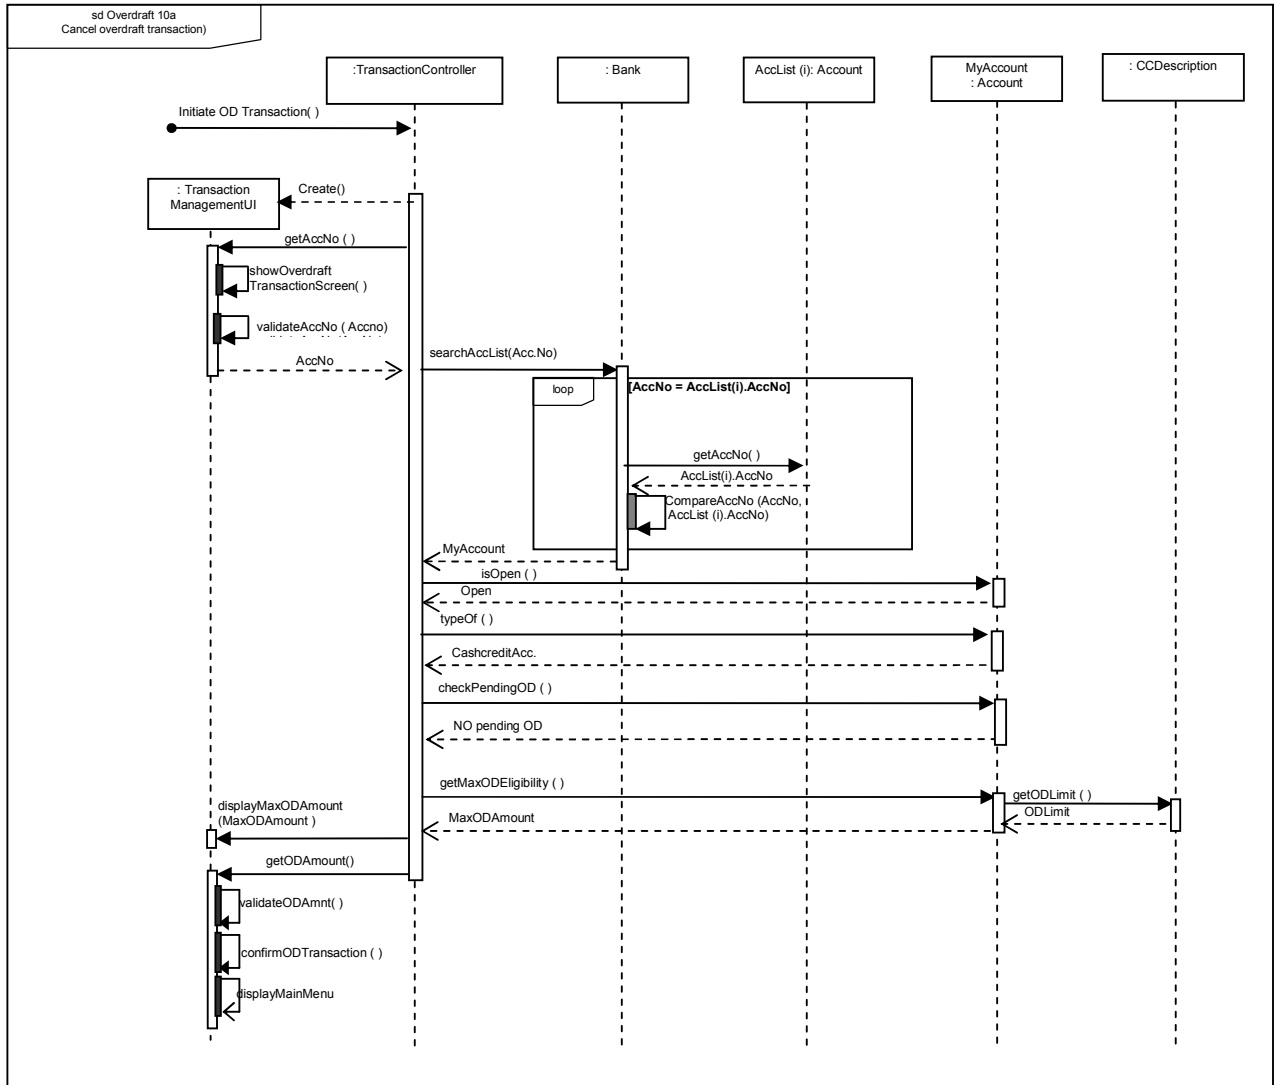 sd Overdraft 10a
Cancel overdraft transaction)
:TransactionController
: Bank
AccList (i): Account
MyAccount
: Account
: CCDescription
Initiate OD Transaction( )
: Transaction
ManagementUI
Create()
getAccNo ( )
showOverdraft
TransactionScreen( )
validateAccNo ( Accno)
AccNo
searchAccList(Acc.No)
loop
[AccNo = AccList(i).AccNo]
getAccNo( )
AccList(i).AccNo
CompareAccNo (AccNo,
AccList (i).AccNo)
MyAccount
isOpen ( )
Open
typeOf ( )
CashcreditAcc.
checkPendingOD ( )
NO pending OD
getMaxODEligibility ( )
getODLimit ( )
ODLimit
displayMaxODAmount
(MaxODAmount )
MaxODAmount
getODAmount()
validateODAmnt( )
confirmODTransaction ( )
displayMainMenu